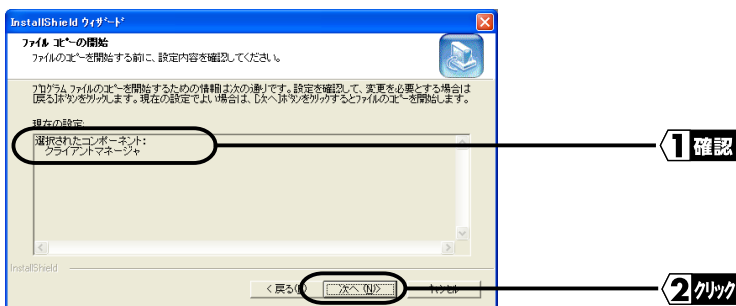 InstallShield ウィザード
ファイル コピーの開始
ファイルのコピーを開始する前に、設定内容を確認してください。
プログラム ファイルのコピーを開始するための情報は次の通りです。設定を確認して、変更を必要とする場合は
[戻る]ボタンをクリックします。現在の設定でよい場合は、[次へ]ボタンをクリックするとファイルのコピーを開始します。
現在の設定:
選択されたコンポーネント:
クライアントマネージャ
1 確認
InstallShield
< 戻る(B) 次へ(N)> キャンセル
2 クリック